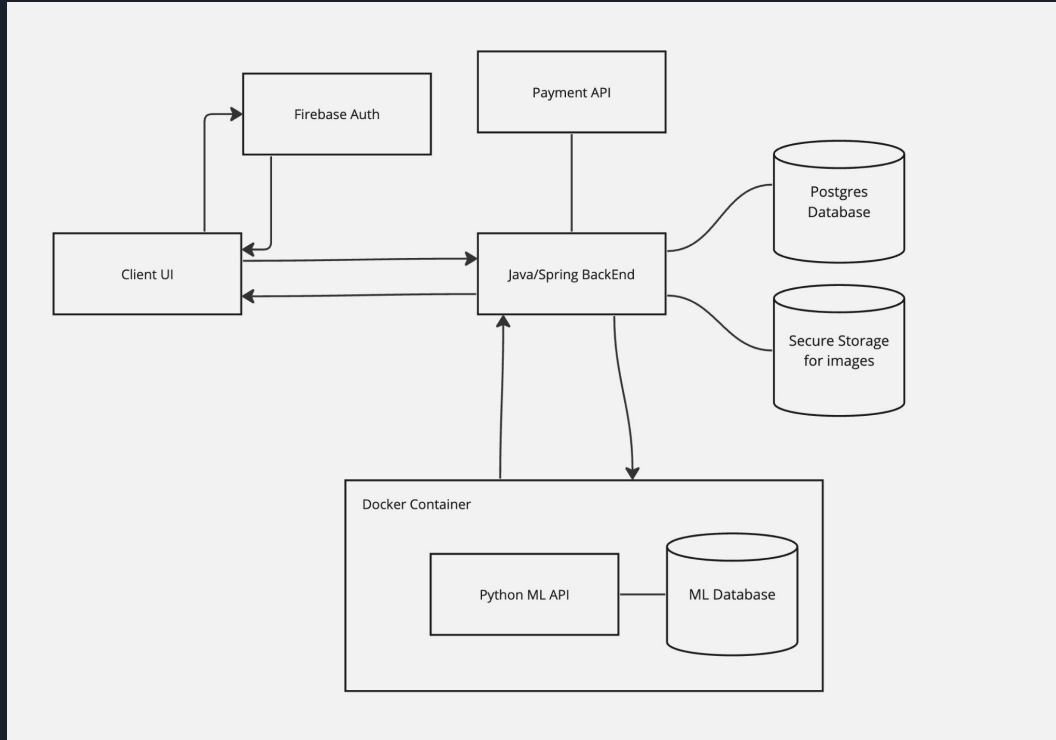 Payment API
Firebase Auth
Postgres
Database
Client UI
Java/Spring BackEnd
Secure Storage
for images
Docker Container
Python ML API
ML Database